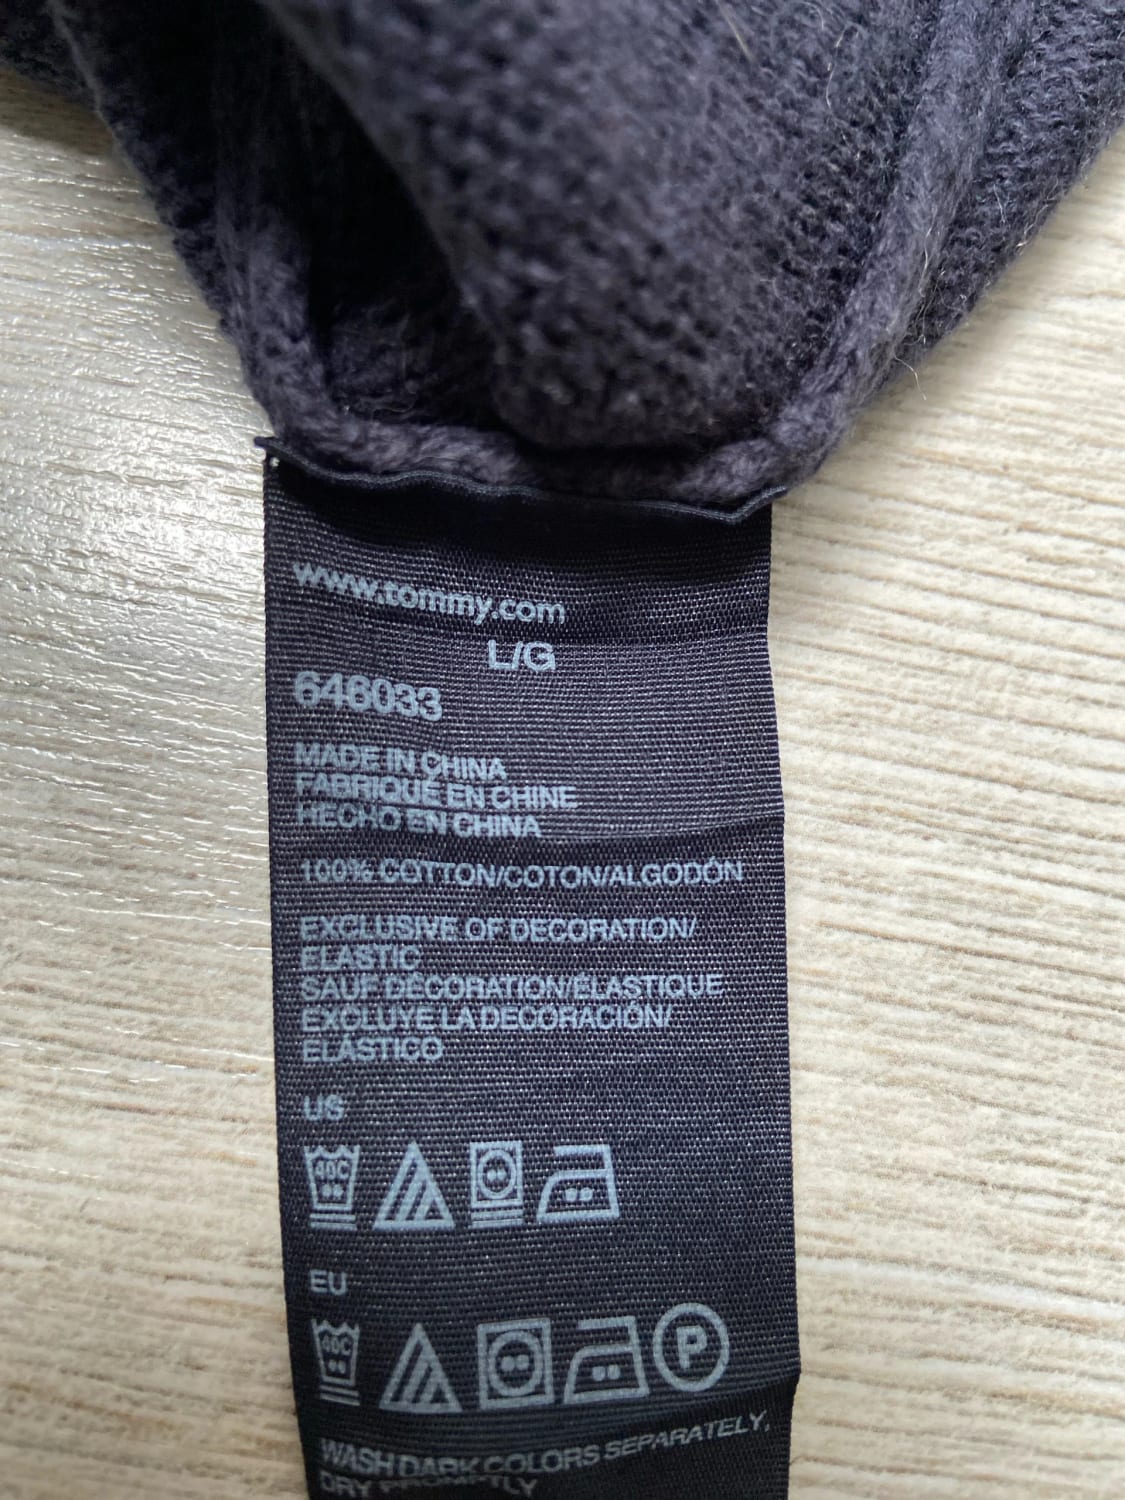 www.tommy.com
L/G
646033
MADE IN CHINA
FABRIQUÉ EN CHINE
HECHO EN CHINA
100% COTTON/COTON/ALGODÓN
EXCLUSIVE OF DECORATION/
ELASTIC
SAUF DÉCORATION/ÉLASTIQUE
EXCLUYE LA DECORACIÓN/
ELÁSTICO
US
40C
EU
40C
P
WASH DARK COLORS SEPARATELY,
DRY PROMPTLY